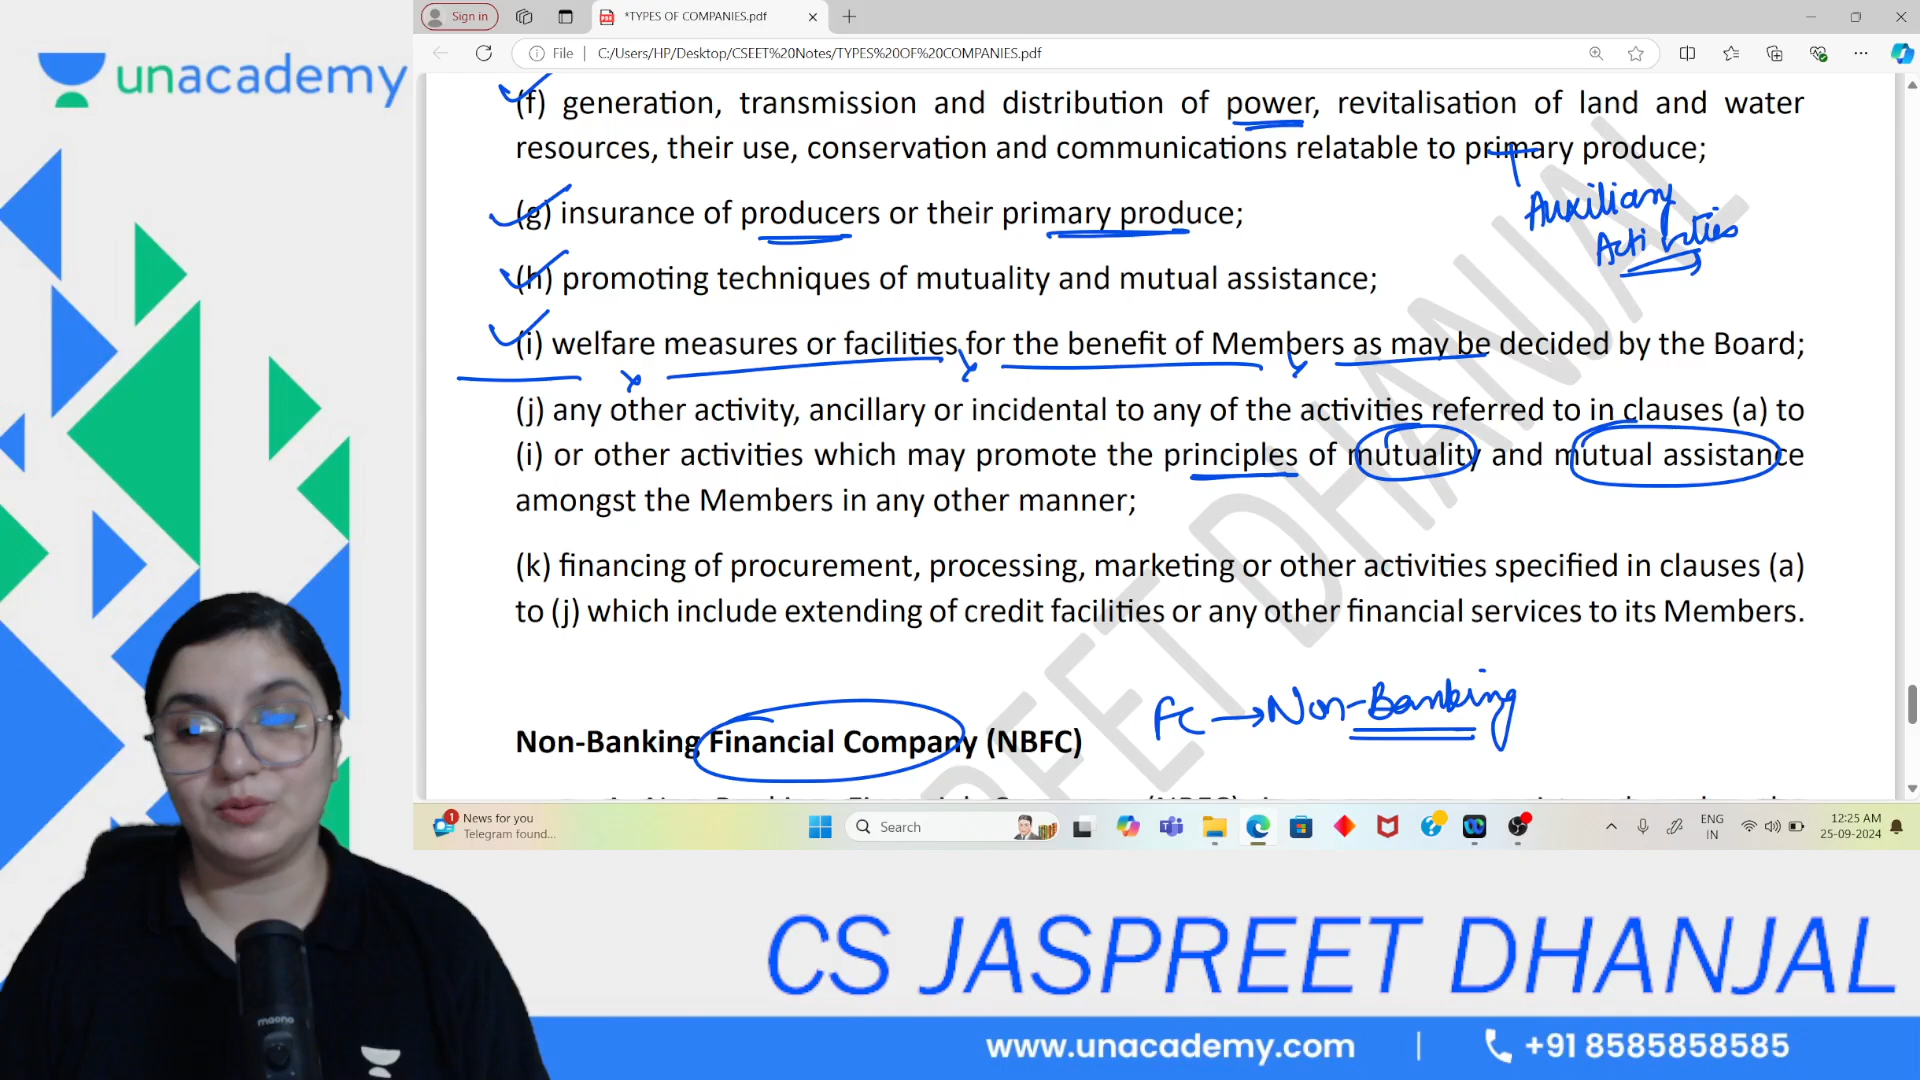 unacademy
Sign in
*TYPES OF COMPANIES.pdf
File
C:/Users/HP/Desktop/CSEET%20Notes/TYPES%20OF%20COMPANIES.pdf
(f) generation, transmission and distribution of power, revitalisation of land and water
resources, their use, conservation and communications relatable to primary produce;
Auxiliary
Activities
(g) insurance of producers or their primary produce;
(h) promoting techniques of mutuality and mutual assistance;
(i) welfare measures or facilities for the benefit of Members as may be decided by the Board;
(j) any other activity, ancillary or incidental to any of the activities referred to in clauses (a) to
(i) or other activities which may promote the principles of mutuality and mutual assistance
amongst the Members in any other manner;
(k) financing of procurement, processing, marketing or other activities specified in clauses (a)
to (j) which include extending of credit facilities or any other financial services to its Members.
FC → Non-Banking
Non-Banking Financial Company (NBFC)
PREET DHANJAL
1
News for you
Telegram found...
Search
ENG
IN
12:25 AM
25-09-2024
maono
CS JASPREET DHANJAL
www.unacademy.com | +91 8585858585